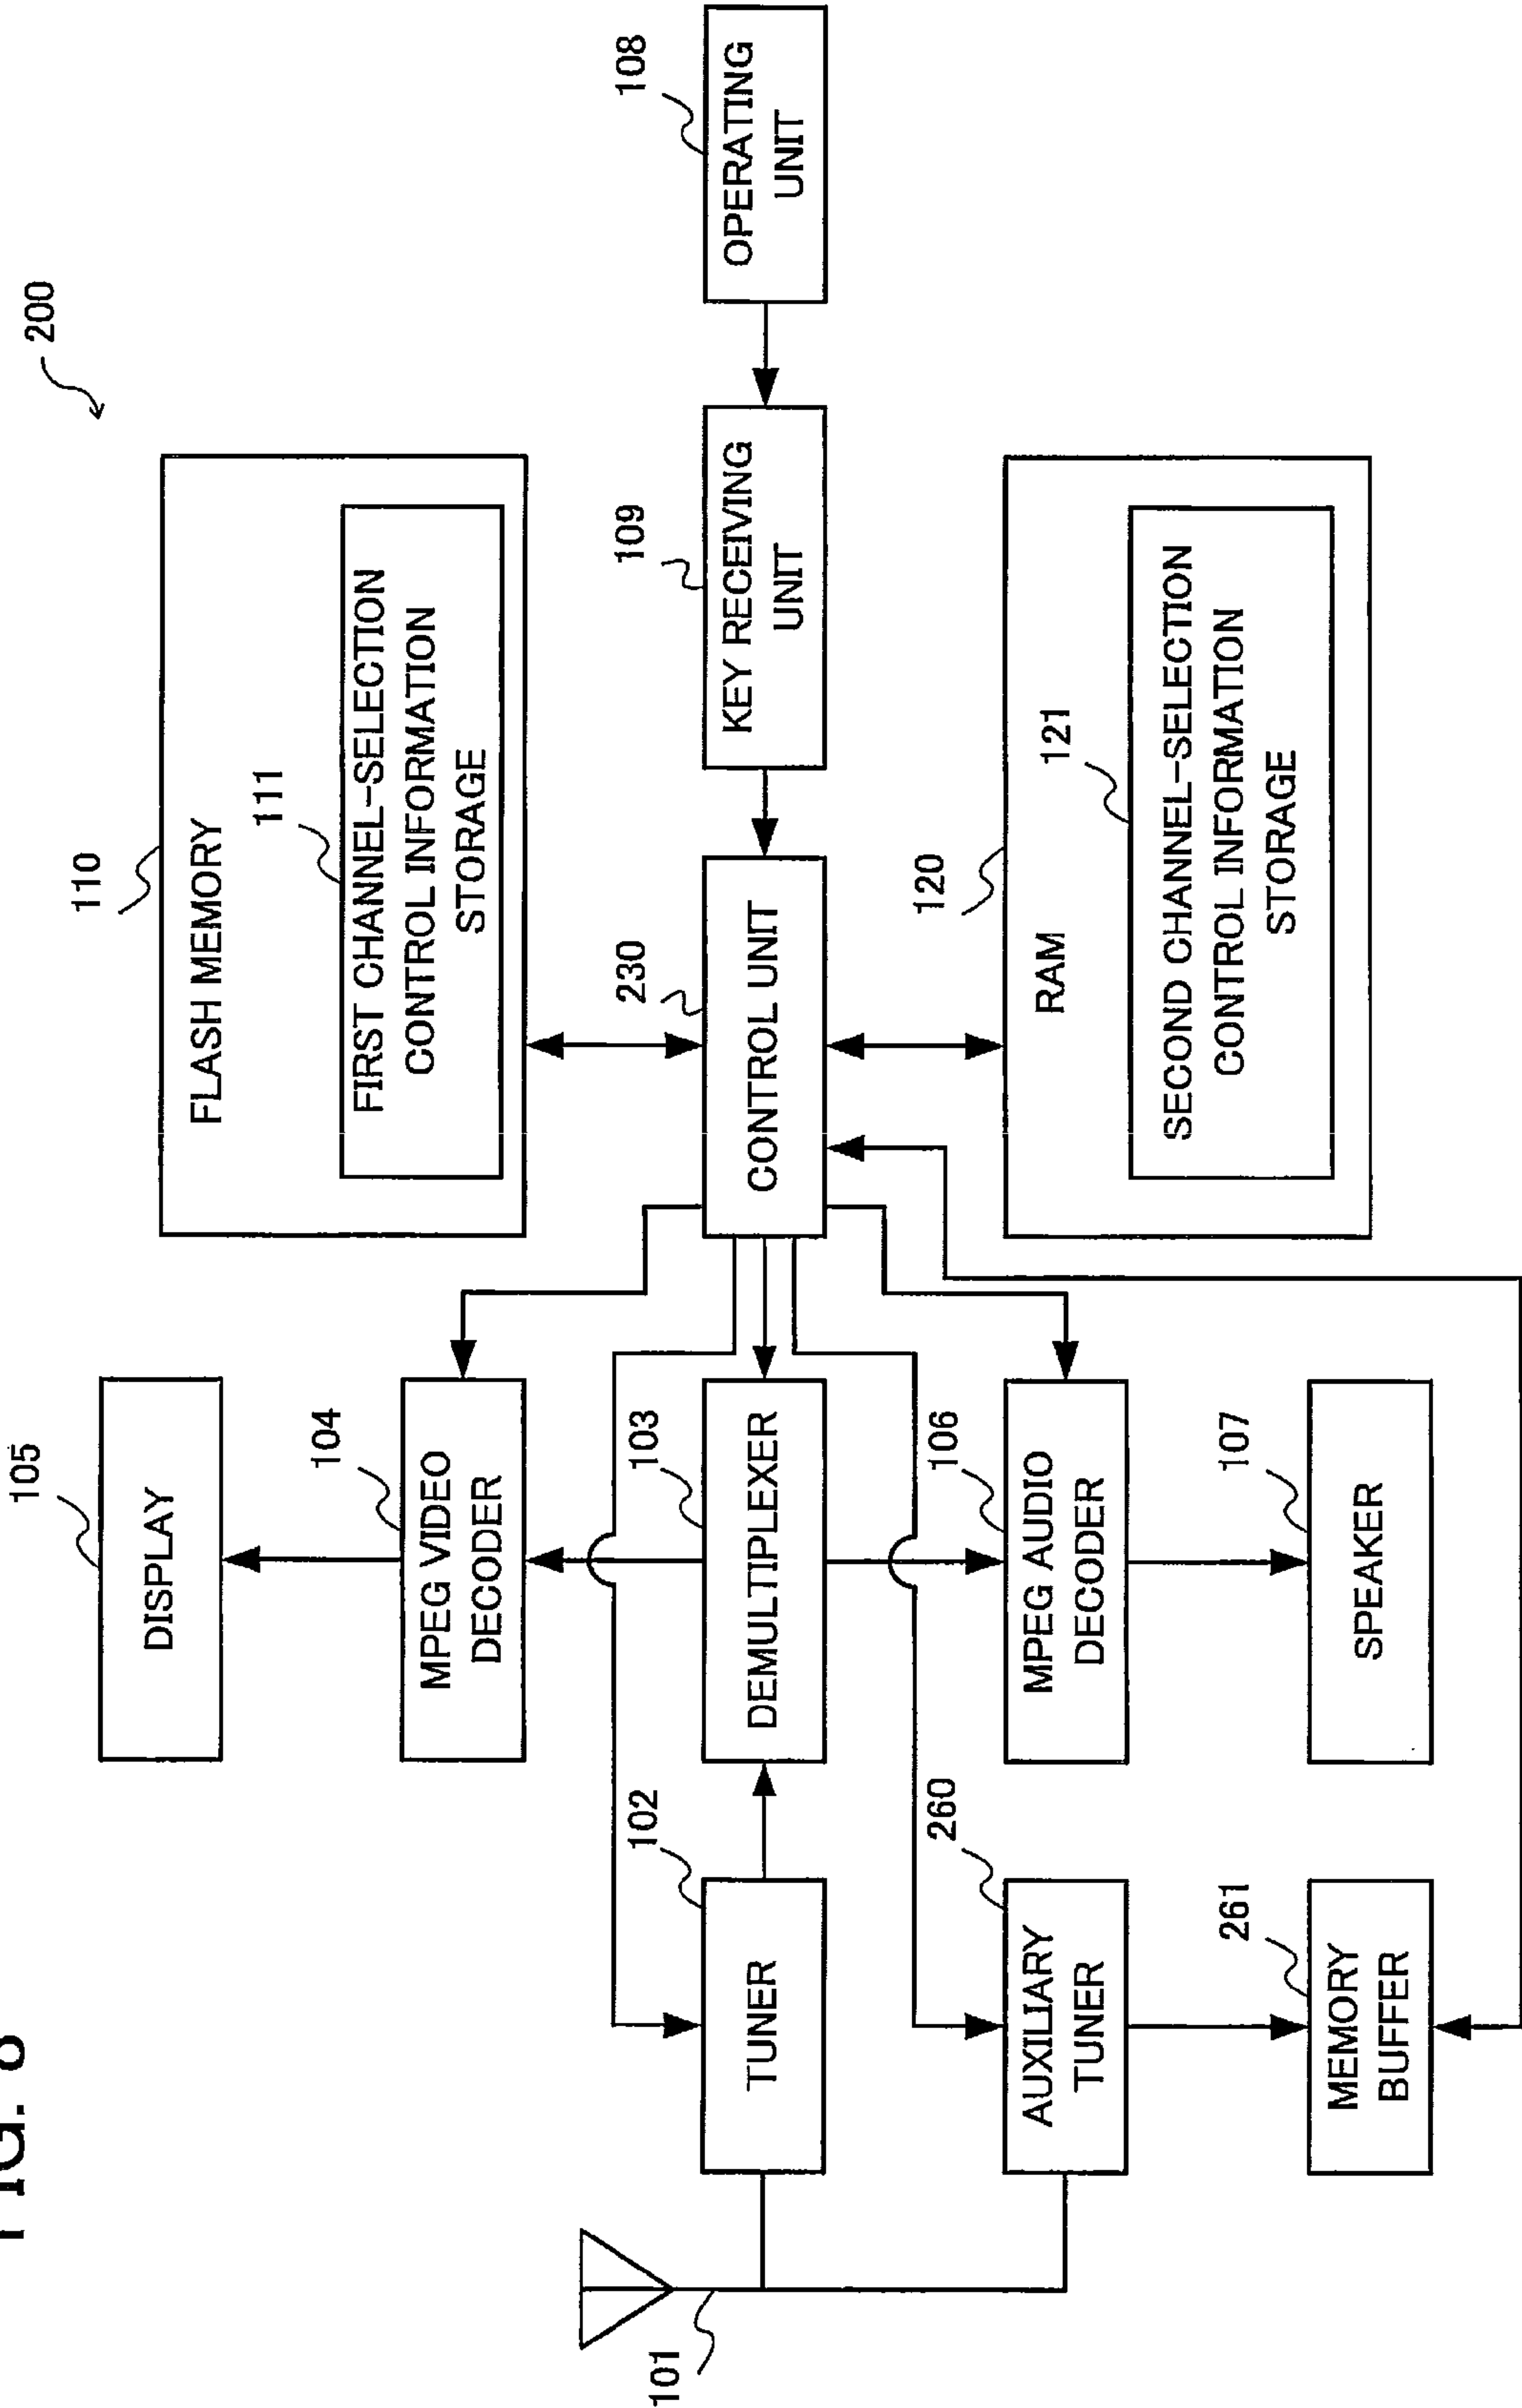 FIG. 8
200
105
DISPLAY
110
FLASH MEMORY
111
FIRST CHANNEL-SELECTION
CONTROL INFORMATION
STORAGE
104
MPEG VIDEO
DECODER
101
102
TUNER
103
DEMULTIPLEXER
230
CONTROL UNIT
109
KEY RECEIVING
UNIT
108
OPERATING
UNIT
260
AUXILIARY
TUNER
106
MPEG AUDIO
DECODER
120
RAM
121
SECOND CHANNEL-SELECTION
CONTROL INFORMATION
STORAGE
261
MEMORY
BUFFER
107
SPEAKER